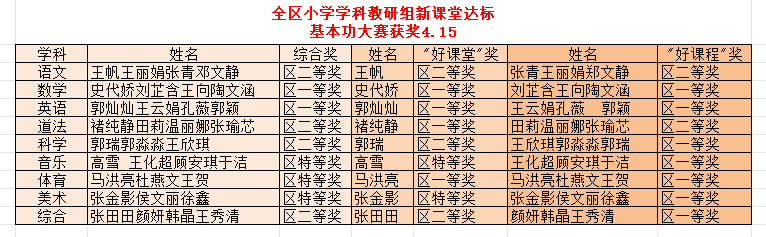 全区小学学科教研组新课堂达标
基本功大赛获奖4.15
学科 姓名 综合奖 姓名 "好课堂"奖 姓名 "好课程"奖
语文 王帆王丽娟张青邓文静 区二等奖 王帆 区二等奖 张青王丽娟郑文静 区二等奖
数学 史代娇刘芷含王向陶文涵 区一等奖 史代娇 区一等奖 刘芷含王向陶文涵 区一等奖
英语 郭灿灿王云娟孔薇郭颖 区一等奖 郭灿灿 区一等奖 王云娟孔薇 郭颖 区一等奖
道法 褚纯静田莉温丽娜张瑜芯 区二等奖 褚纯静 区一等奖 田莉温丽娜张瑜芯 区二等奖
科学 郭瑞郭淼淼王欣琪 区二等奖 郭瑞 区二等奖 王欣琪郭淼淼郭瑞 区一等奖
音乐 高雪 王化超顾安琪于洁 区特等奖 高雪 区特等奖 王化超顾安琪于洁 区一等奖
体育 马洪亮杜燕文王贺 区一等奖 马洪亮 区一等奖 马洪亮杜燕文王贺 区一等奖
美术 张金影侯文丽徐鑫 区特等奖 张金影 区特等奖 张金影侯文丽徐鑫 区一等奖
综合 张田田颜妍韩晶王秀清 区二等奖 张田田 区二等奖 颜妍韩晶王秀清 区一等奖